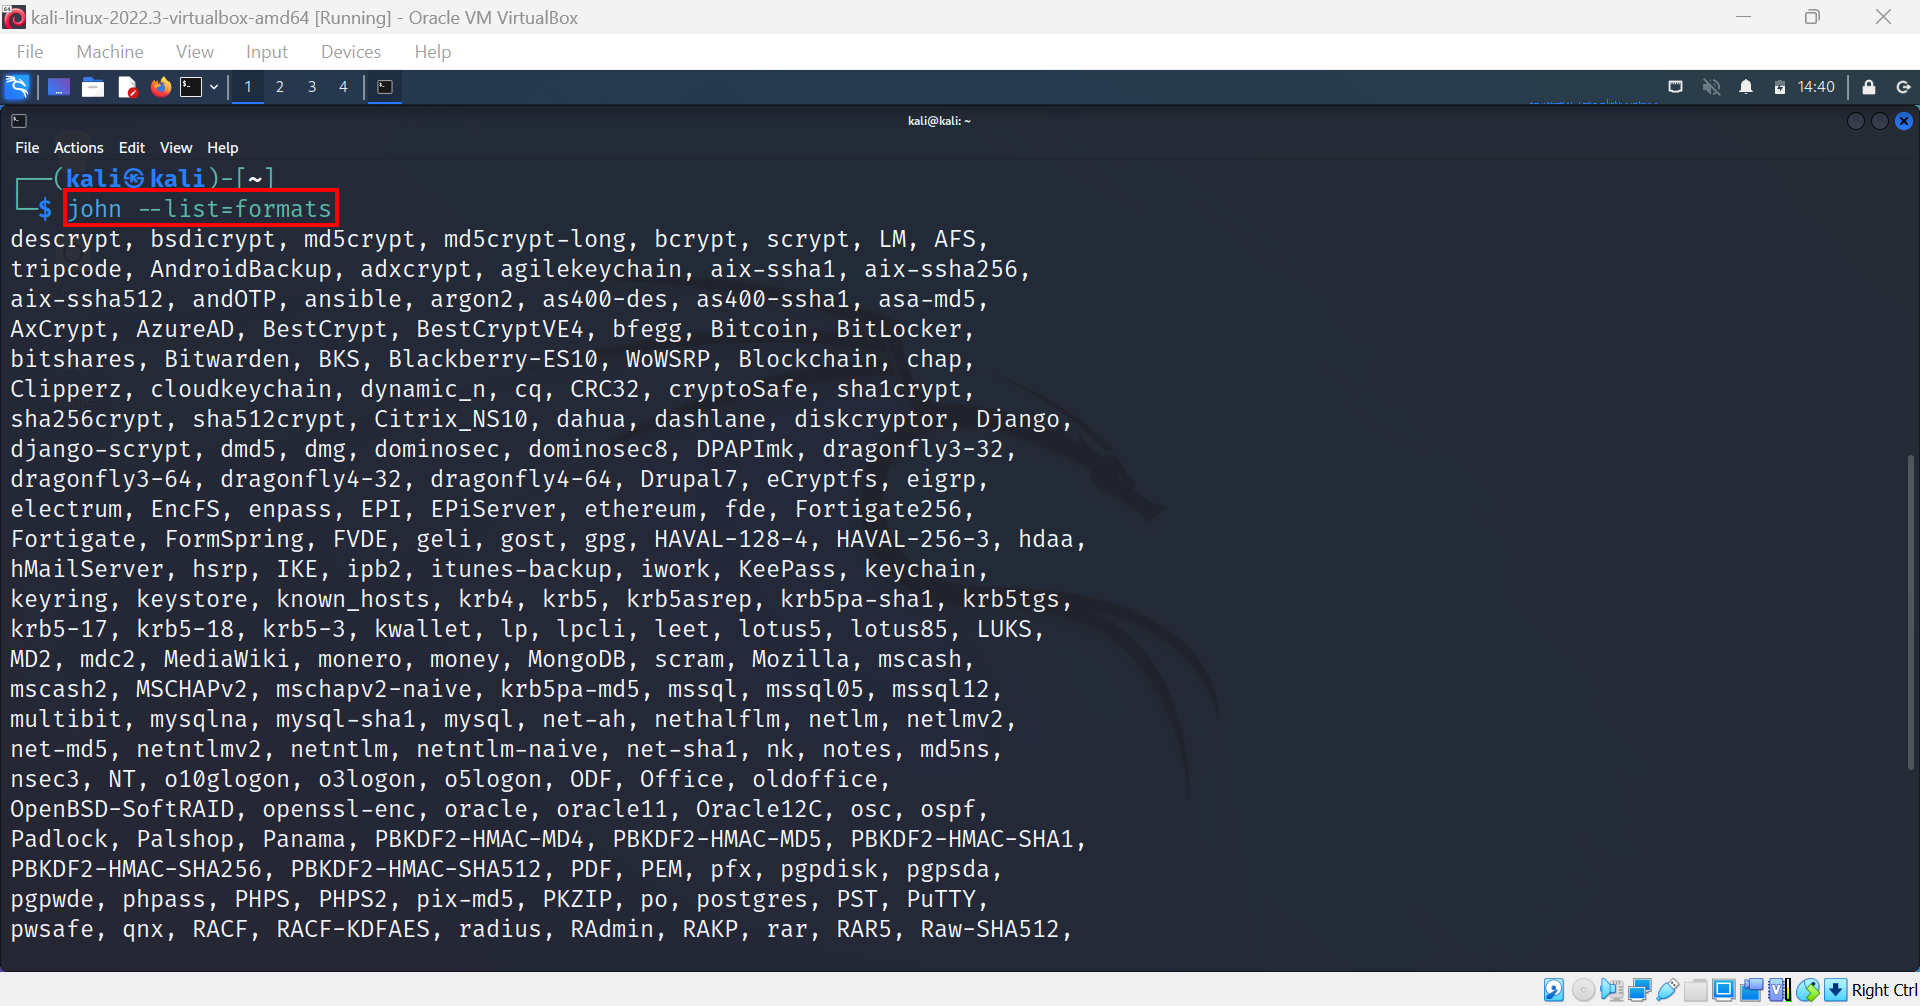 kali-linux-2022.3-virtualbox-amd64 [Running] - Oracle VM VirtualBox
File Machine View Input Devices Help
1 2 3 4 14:40
kali@kali: ~
File Actions Edit View Help
(kali㉿kali)-[~]
$ john --list=formats
descrypt, bsdicrypt, md5crypt, md5crypt-long, bcrypt, scrypt, LM, AFS,
tripcode, AndroidBackup, adxcrypt, agilekeychain, aix-ssha1, aix-ssha256,
aix-ssha512, andOTP, ansible, argon2, as400-des, as400-ssha1, asa-md5,
AxCrypt, AzureAD, BestCrypt, BestCryptVE4, bfegg, Bitcoin, BitLocker,
bitshares, Bitwarden, BKS, Blackberry-ES10, WoWSRP, Blockchain, chap,
Clipperz, cloudkeychain, dynamic_n, cq, CRC32, cryptoSafe, sha1crypt,
sha256crypt, sha512crypt, Citrix_NS10, dahua, dashlane, diskcryptor, Django,
django-scrypt, dmd5, dmg, dominosec, dominosec8, DPAPImk, dragonfly3-32,
dragonfly3-64, dragonfly4-32, dragonfly4-64, Drupal7, eCryptfs, eigrp,
electrum, EncFS, enpass, EPI, EPiServer, ethereum, fde, Fortigate256,
Fortigate, FormSpring, FVDE, geli, gost, gpg, HAVAL-128-4, HAVAL-256-3, hdaa,
hMailServer, hsrp, IKE, ipb2, itunes-backup, iwork, KeePass, keychain,
keyring, keystore, known_hosts, krb4, krb5, krb5asrep, krb5pa-sha1, krb5tgs,
krb5-17, krb5-18, krb5-3, kwallet, lp, lpcli, leet, lotus5, lotus85, LUKS,
MD2, mdc2, MediaWiki, monero, money, MongoDB, scram, Mozilla, mscash,
mscash2, MSCHAPv2, mschapv2-naive, krb5pa-md5, mssql, mssql05, mssql12,
multibit, mysqlna, mysql-sha1, mysql, net-ah, nethalflm, netlm, netlmv2,
net-md5, netntlmv2, netntlm, netntlm-naive, net-sha1, nk, notes, md5ns,
nsec3, NT, o10glogon, o3logon, o5logon, ODF, Office, oldoffice,
OpenBSD-SoftRAID, openssl-enc, oracle, oracle11, Oracle12C, osc, ospf,
Padlock, Palshop, Panama, PBKDF2-HMAC-MD4, PBKDF2-HMAC-MD5, PBKDF2-HMAC-SHA1,
PBKDF2-HMAC-SHA256, PBKDF2-HMAC-SHA512, PDF, PEM, pfx, pgpdisk, pgpsda,
pgpwde, phpass, PHPS, PHPS2, pix-md5, PKZIP, po, postgres, PST, PuTTY,
pwsafe, qnx, RACF, RACF-KDFAES, radius, RAdmin, RAKP, rar, RAR5, Raw-SHA512,
Right Ctrl